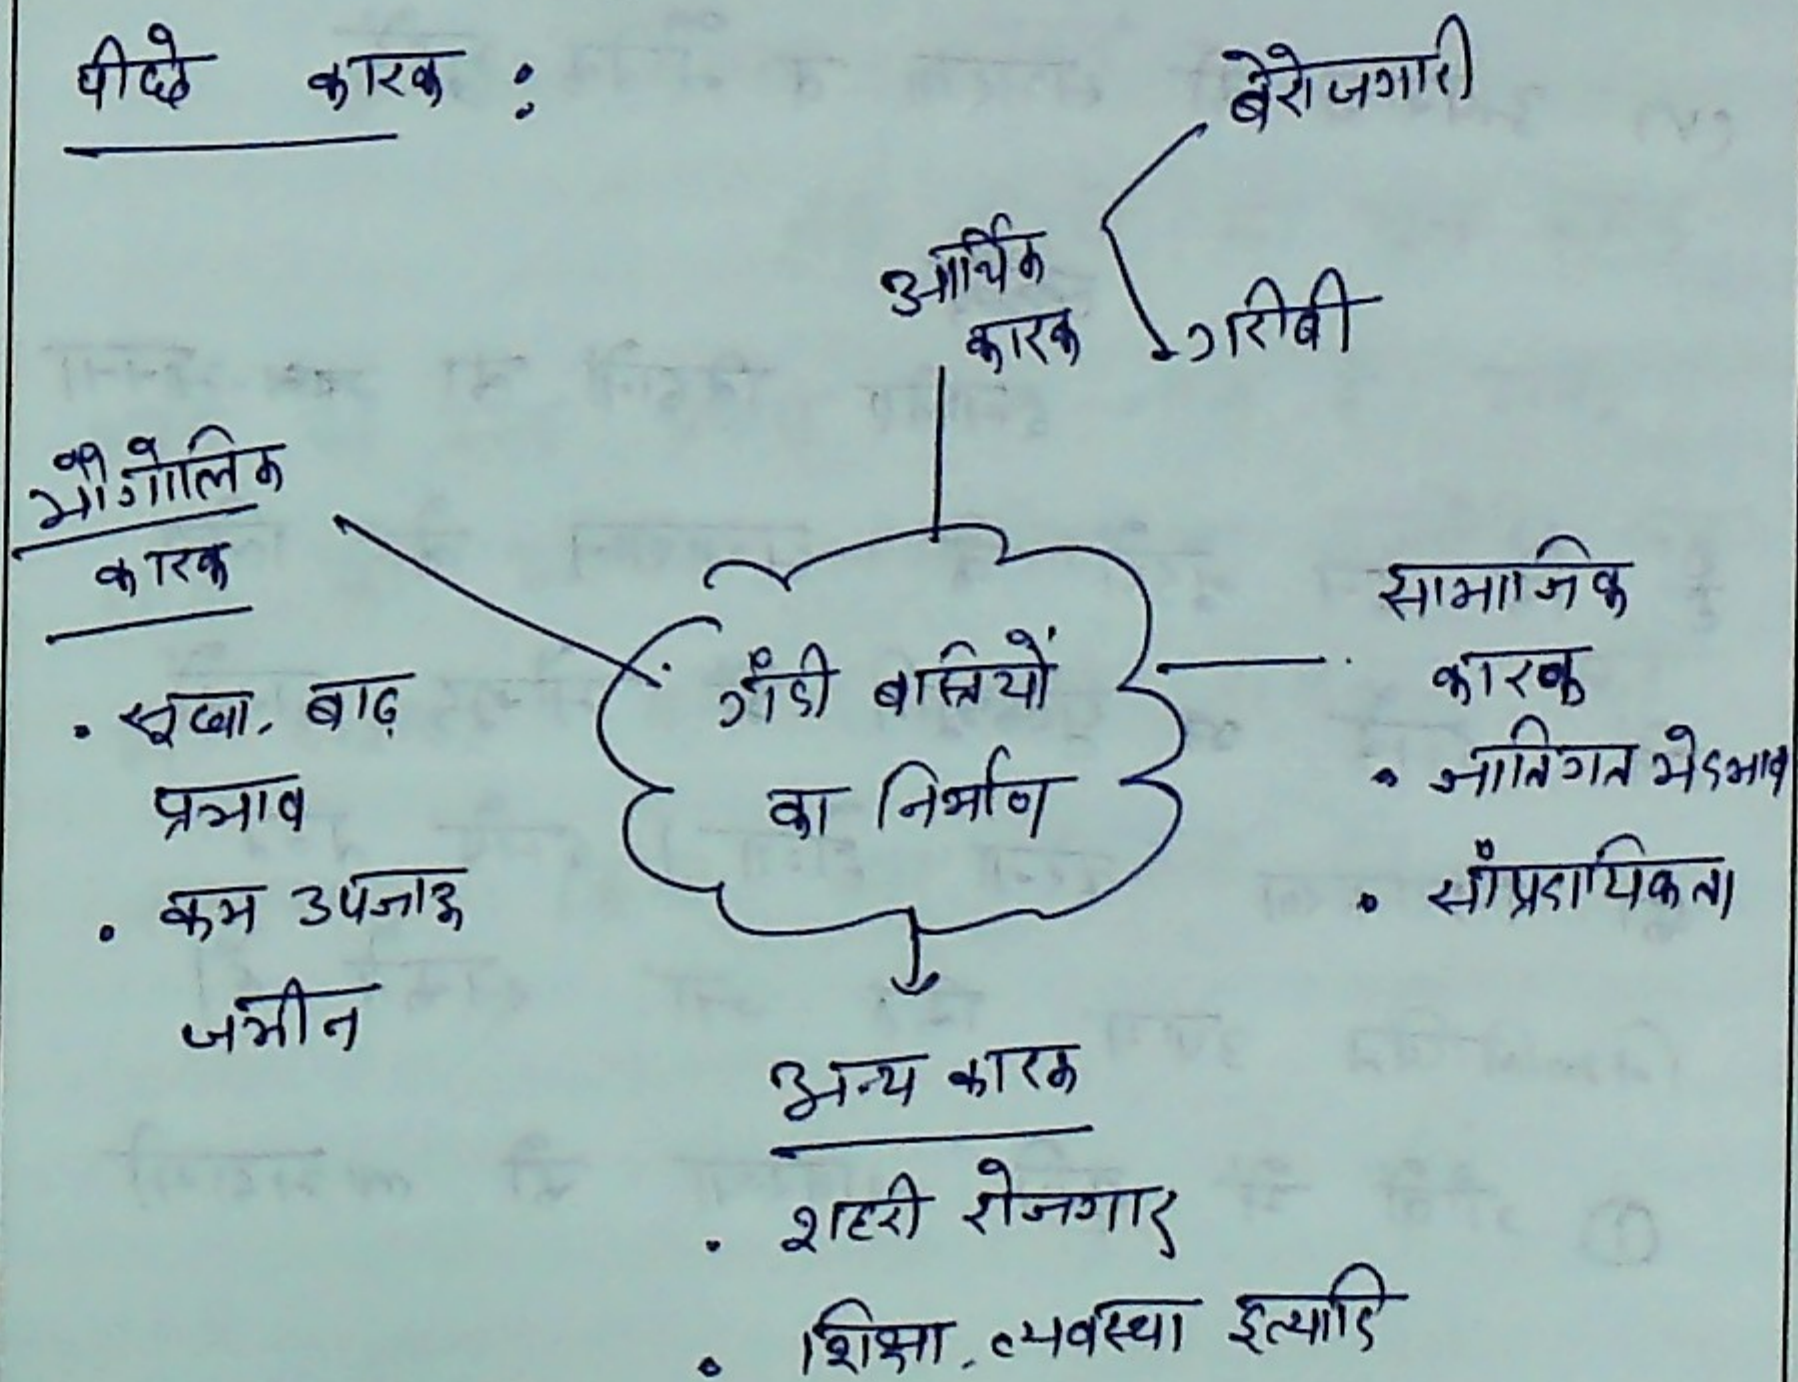 पीछे कारक :
बेरोजगारी
आर्थिक
कारक
गरीबी
भौगोलिक
कारक
• सूखा, बाढ़
प्रभाव
• कम उपजाऊ
जमीन
गंदी बस्तियों
का निर्माण
सामाजिक
कारक
• जातिगत भेदभाव
• सांप्रदायिकता
अन्य कारक
• शहरी रोजगार
• शिक्षा, व्यवस्था इत्यादि